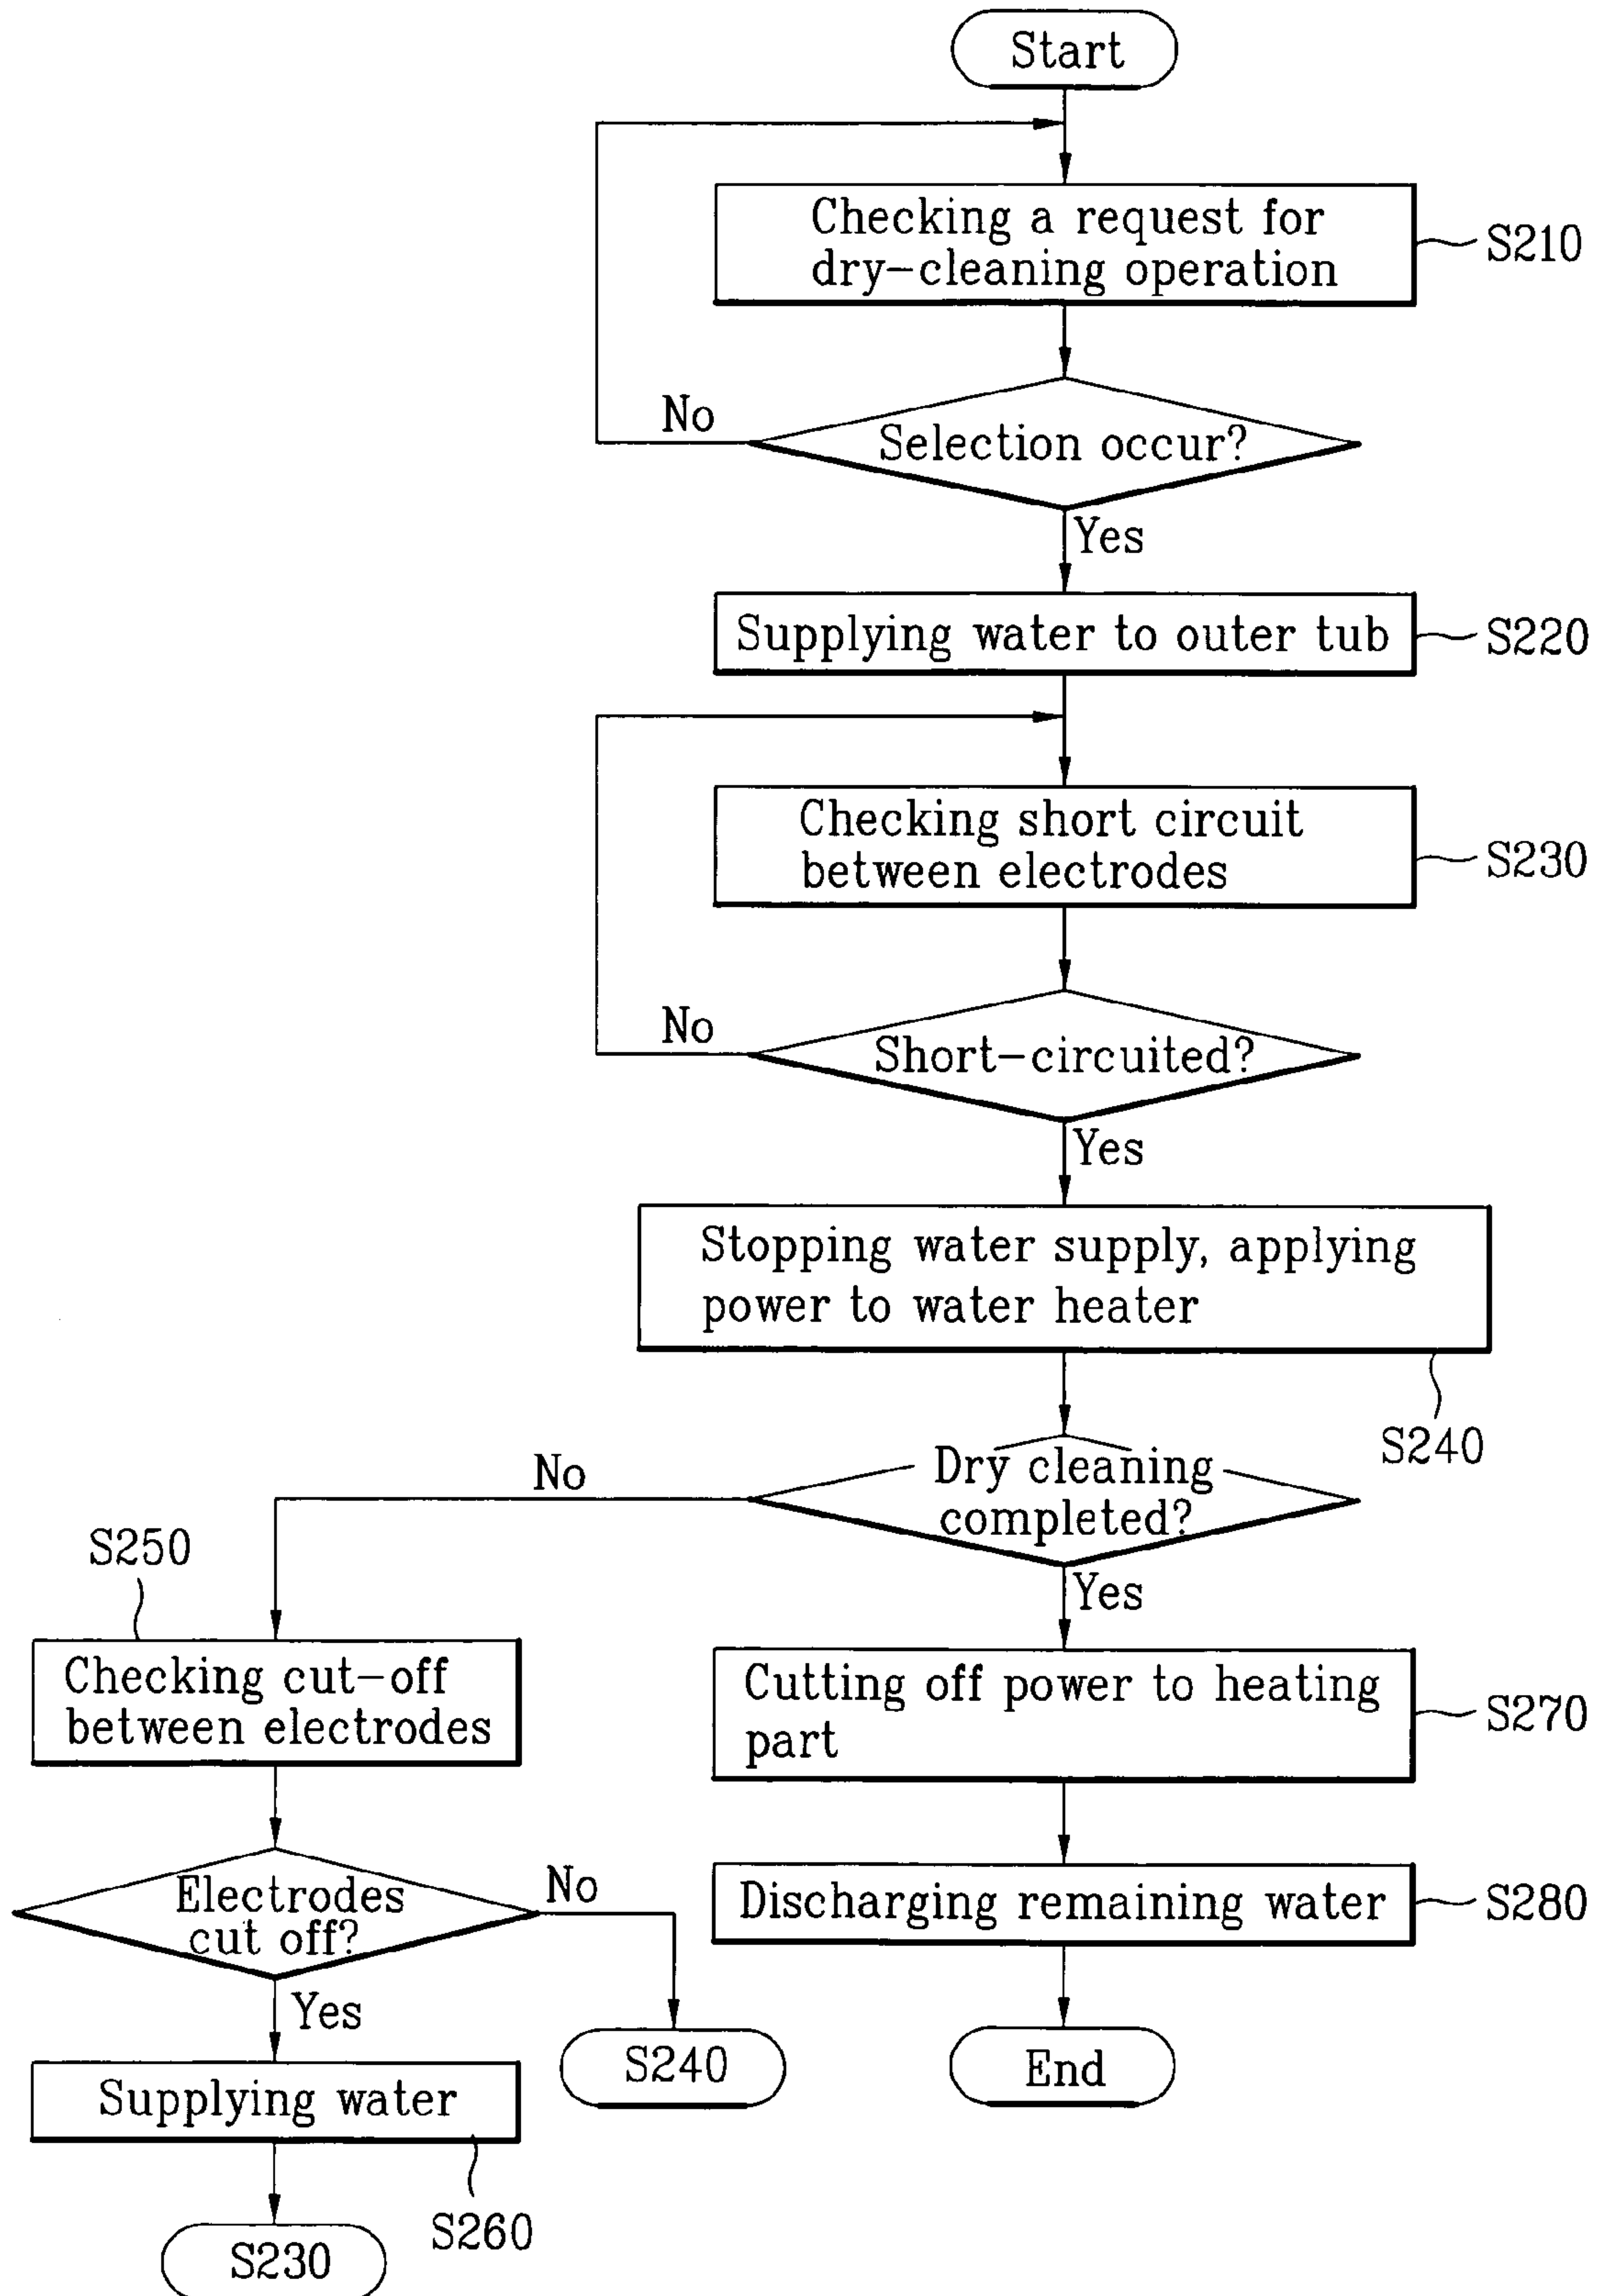 Start
Checking a request for
dry-cleaning operation
S210
No
Selection occur?
Yes
Supplying water to outer tub
S220
Checking short circuit
between electrodes
S230
No
Short-circuited?
Yes
Stopping water supply, applying
power to water heater
S240
No
Dry cleaning
completed?
Yes
S250
Checking cut-off
between electrodes
Cutting off power to heating
part
S270
Electrodes
cut off?
No
Yes
Discharging remaining water
S280
S240
End
Supplying water
S260
S230